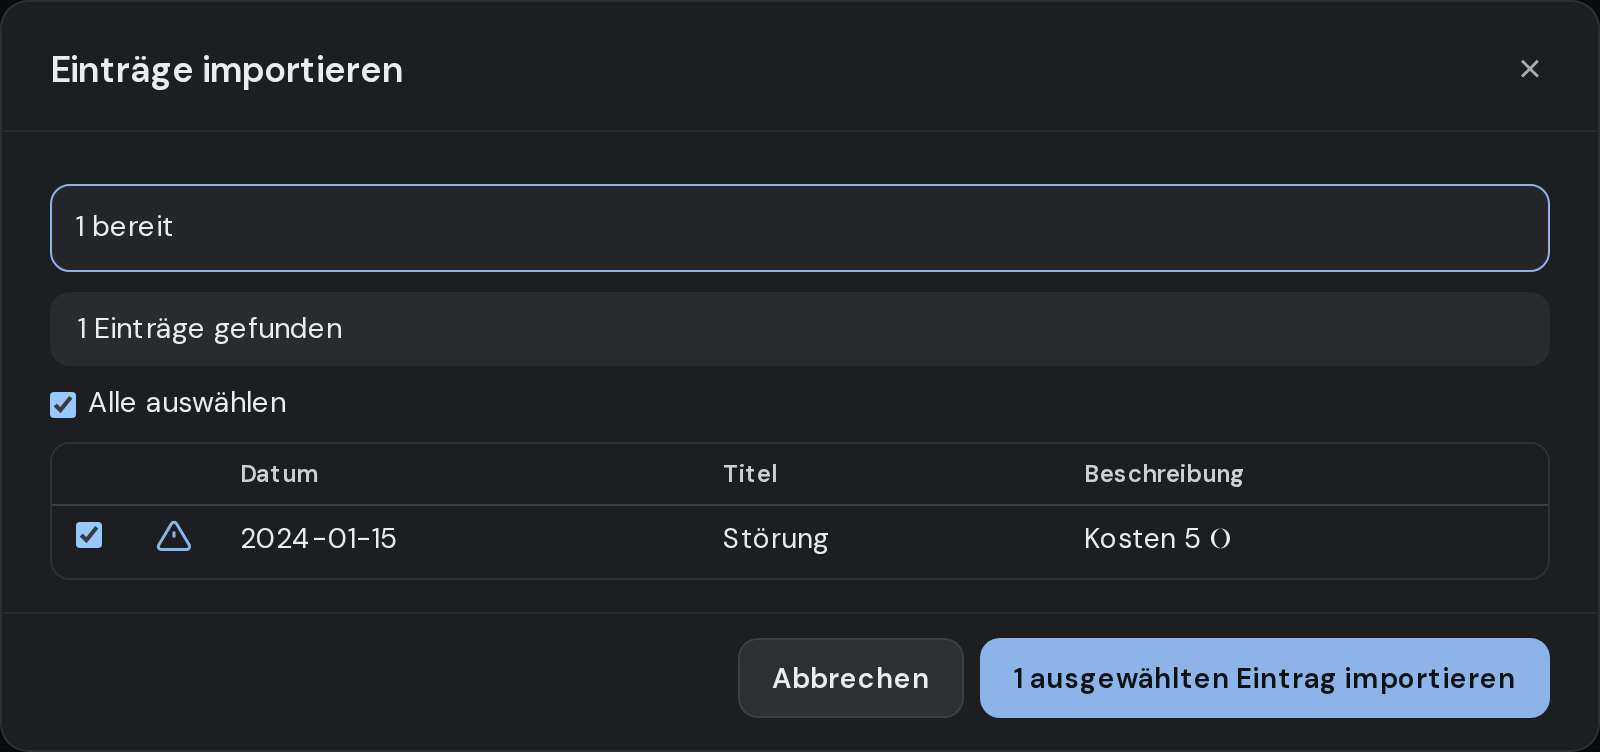 Einträge importieren
1 bereit
1 Einträge gefunden
Alle auswählen
Datum Titel Beschreibung
2024-01-15 Störung Kosten 5
Abbrechen 1 ausgewählten Eintrag importieren